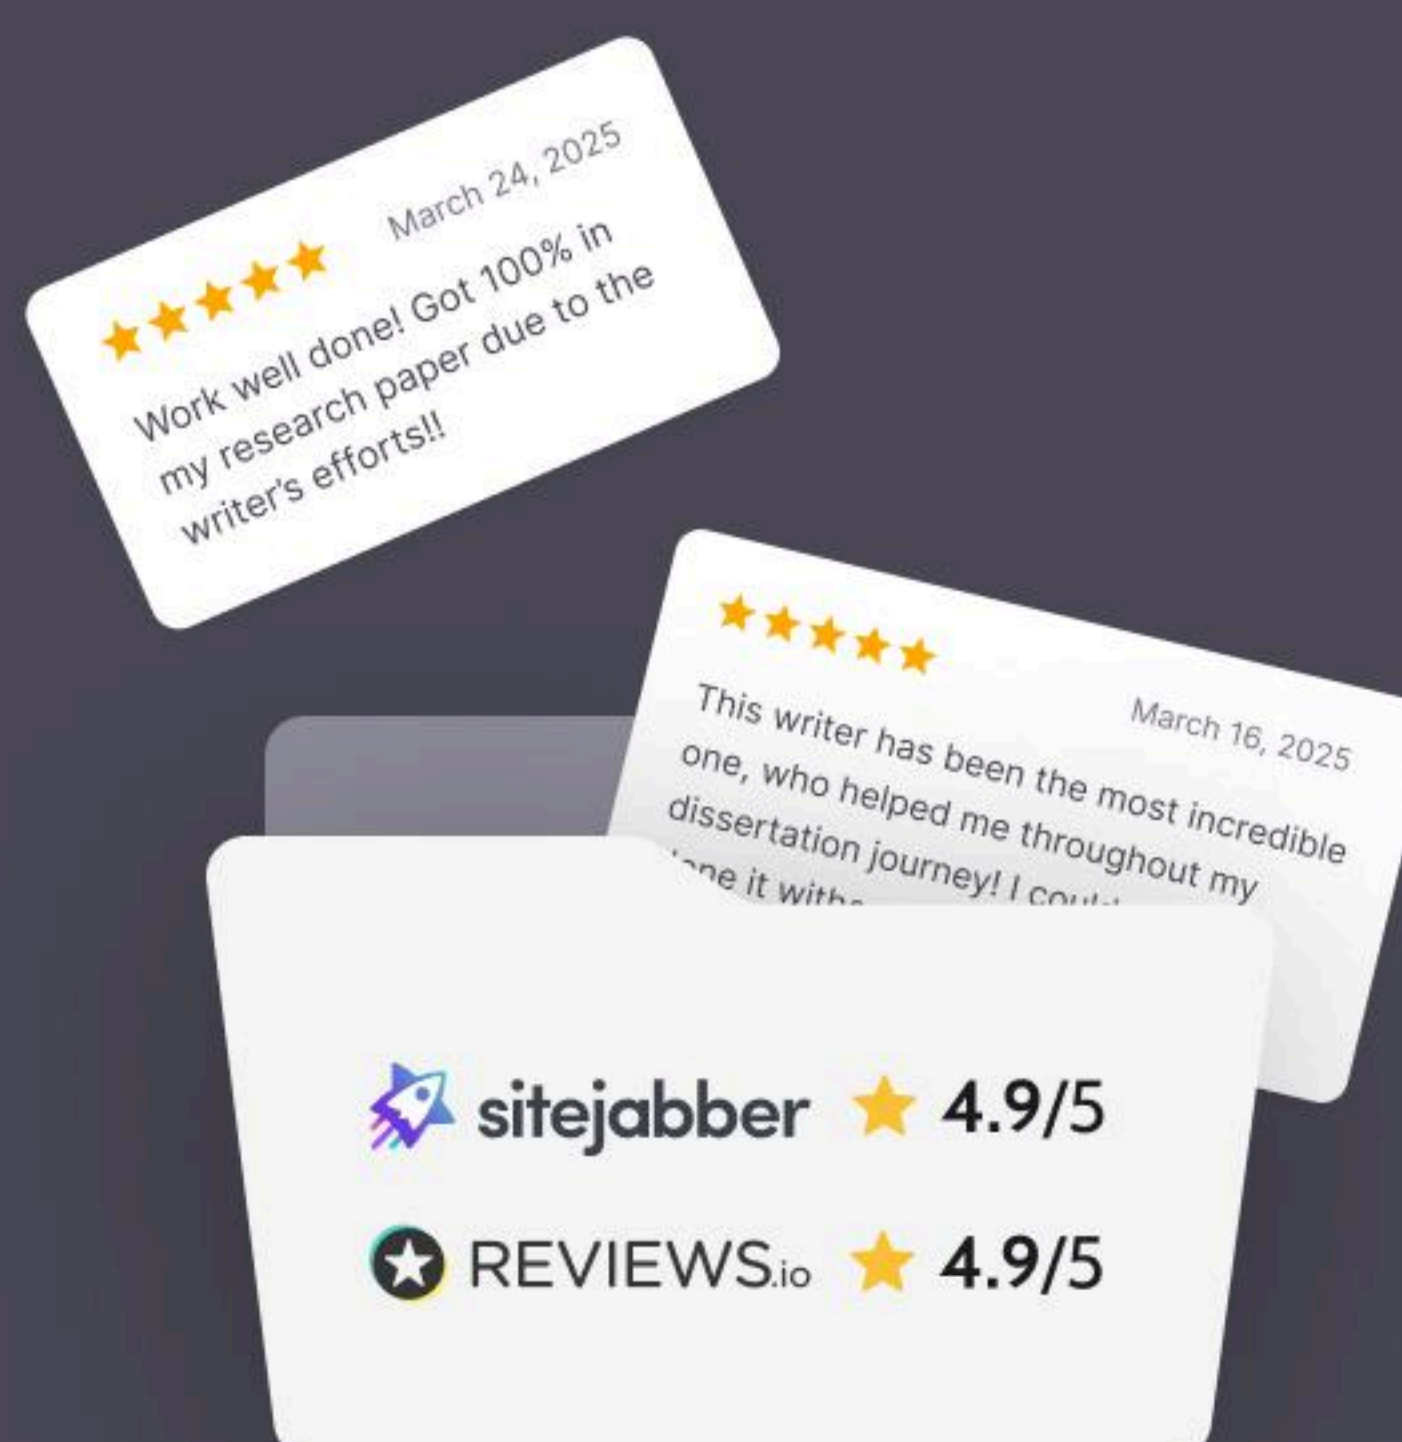 March 24, 2025
Work well done! Got 100% in
my research paper due to the
writer's efforts!!
March 16, 2025
This writer has been the most incredible
one, who helped me throughout my
dissertation journey! I
it
sitejabber 4.9/5
REVIEWS.io 4.9/5